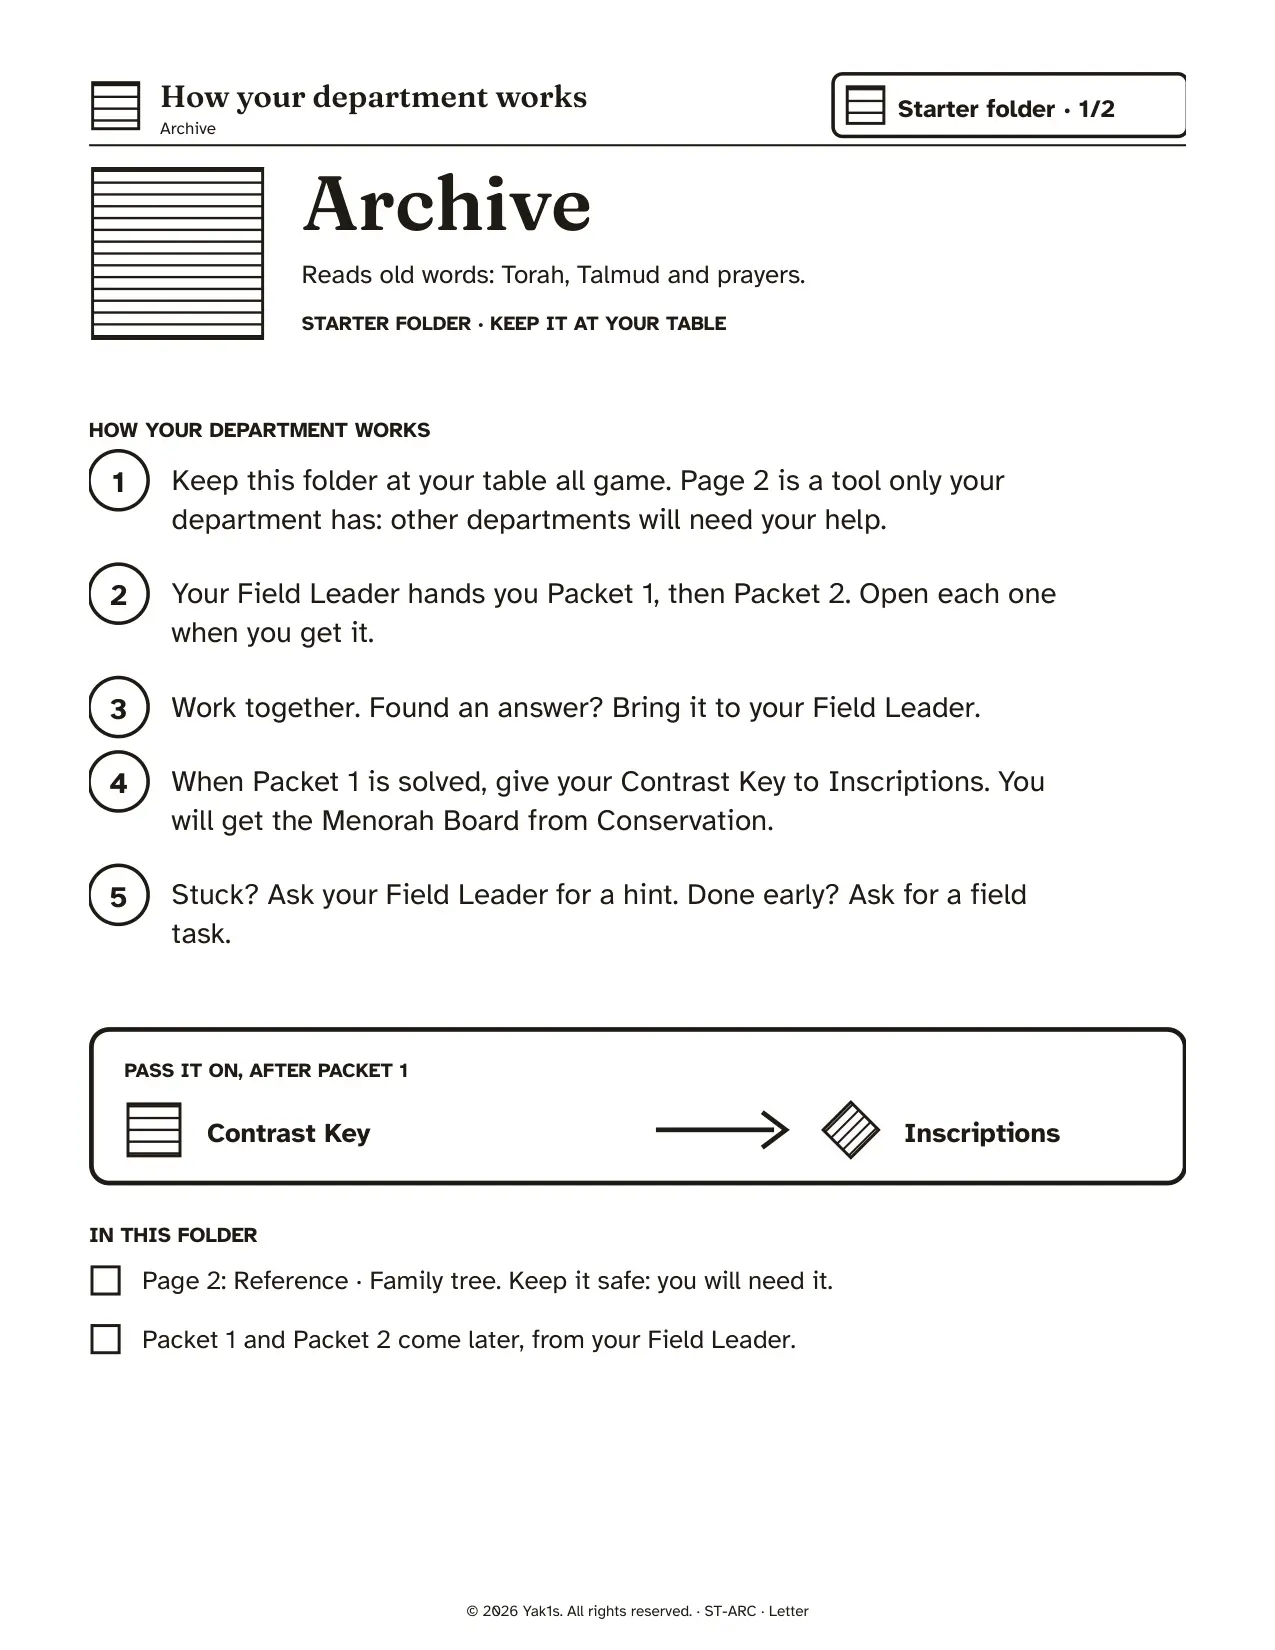 How your department works
Archive
Starter folder · 1/2
Archive
Reads old words: Torah, Talmud and prayers.
STARTER FOLDER · KEEP IT AT YOUR TABLE
HOW YOUR DEPARTMENT WORKS
1 Keep this folder at your table all game. Page 2 is a tool only your
department has: other departments will need your help.
2 Your Field Leader hands you Packet 1, then Packet 2. Open each one
when you get it.
3 Work together. Found an answer? Bring it to your Field Leader.
4 When Packet 1 is solved, give your Contrast Key to Inscriptions. You
will get the Menorah Board from Conservation.
5 Stuck? Ask your Field Leader for a hint. Done early? Ask for a field
task.
PASS IT ON, AFTER PACKET 1
Contrast Key
Inscriptions
IN THIS FOLDER
Page 2: Reference · Family tree. Keep it safe: you will need it.
Packet 1 and Packet 2 come later, from your Field Leader.
© 2026 Yak1s. All rights reserved. · ST-ARC · Letter